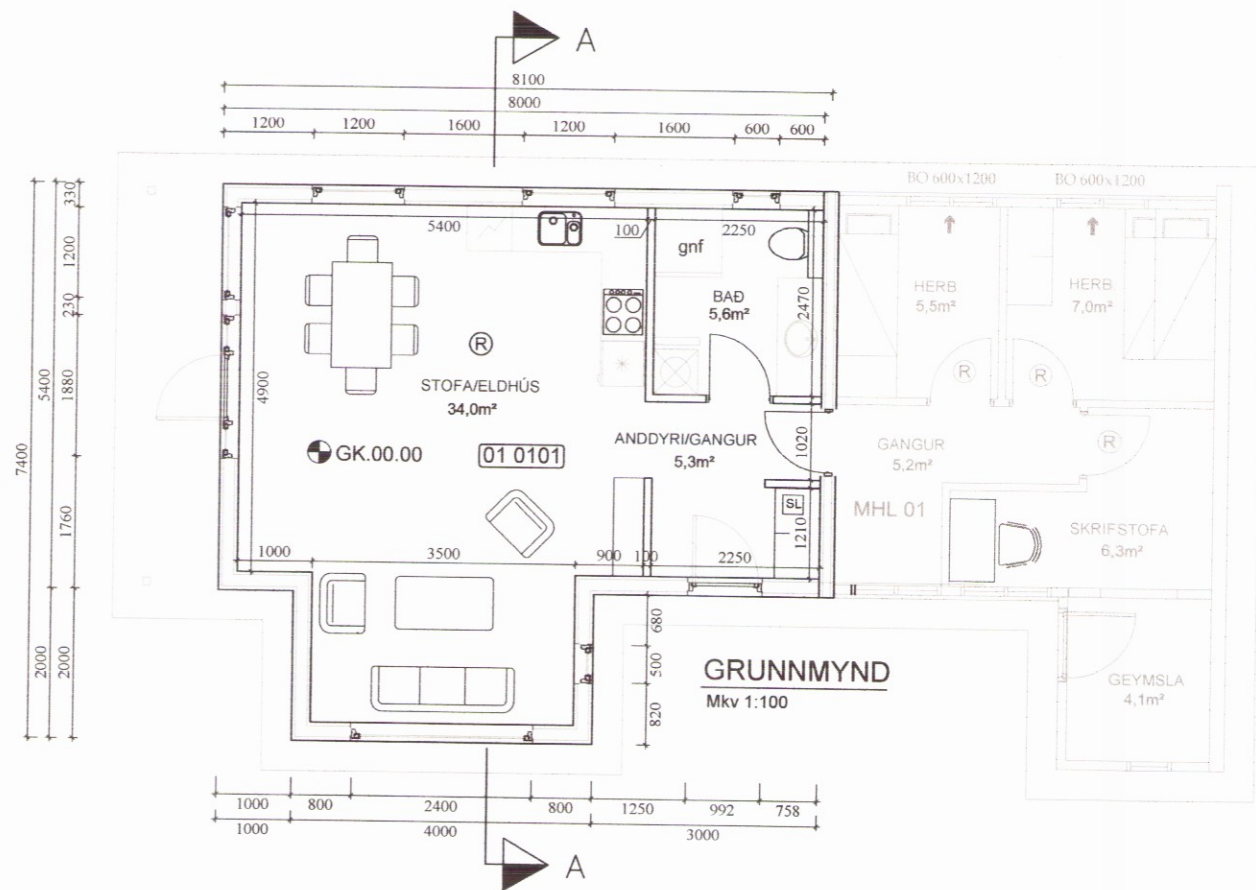 A
8100
8000
1200 1200 1600 1200 1600 600 600
BO 600x1200 BO 600x1200
330
1200
230
1880
1760
2000
5400
2000
7400
5400 100 2250
gnf
BAÐ
5,6m²
2470
HERB
5,5m²
HERB
7,0m²
R
R
R
4900
STOFA/ELDHÚS
34,0m²
GK.00.00
01 0101
ANDDYRI/GANGUR
5,3m²
1020
GANGUR
5,2m²
R
MHL 01
SL
1210
SKRIFSTOFA
6,3m²
1000 3500 900 100 2250
680
500
820
GRUNNMYND
Mkv 1:100
GEYMSLA
4,1m²
1000 800 2400 800 1250 992 758
1000 4000 3000
A